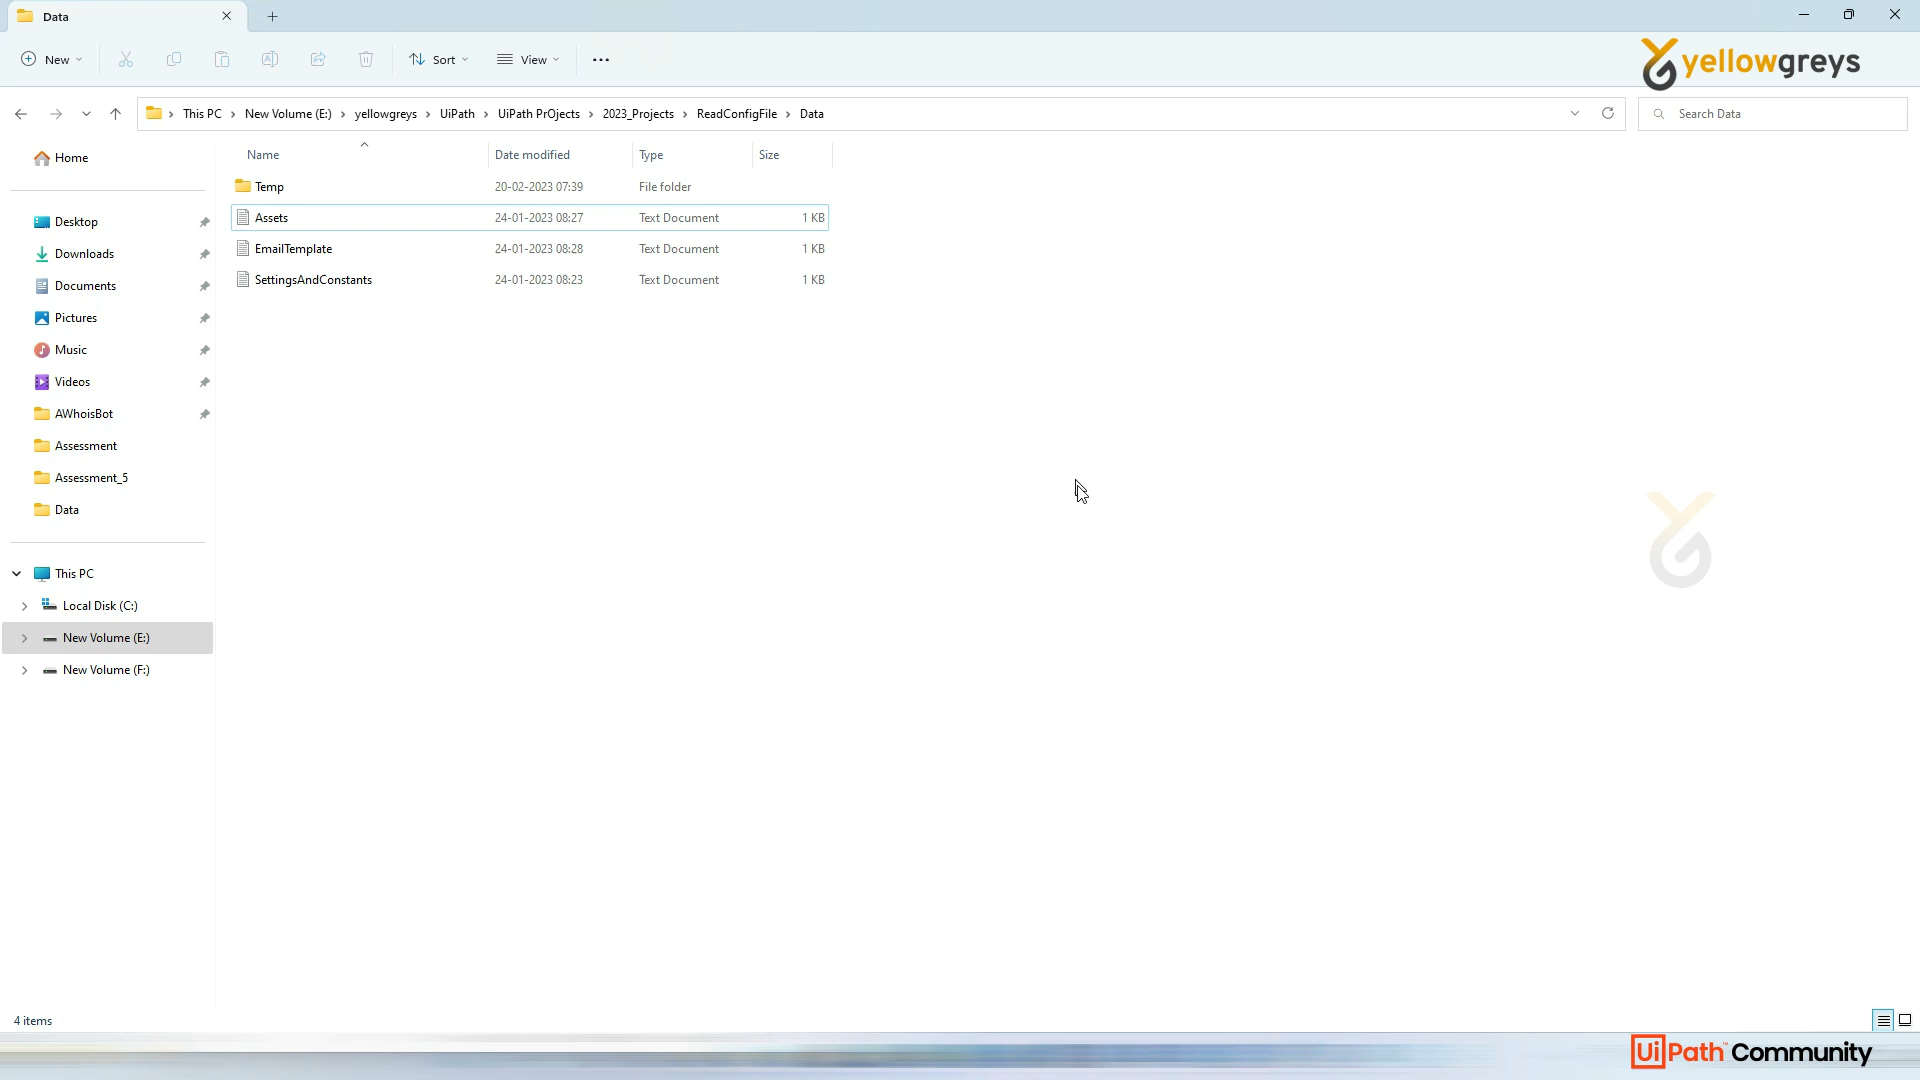 Data
New
Sort
View
yellowgreys
This PC
New Volume (E:)
yellowgreys
UiPath
UiPath PrOjects
2023_Projects
ReadConfigFile
Data
Search Data
Name
Date modified
Type
Size
Temp 20-02-2023 07:39 File folder
Assets 24-01-2023 08:27 Text Document 1 KB
EmailTemplate 24-01-2023 08:28 Text Document 1 KB
SettingsAndConstants 24-01-2023 08:23 Text Document 1 KB
Home
Desktop
Downloads
Documents
Pictures
Music
Videos
AWhoisBot
Assessment
Assessment_5
Data
This PC
Local Disk (C:)
New Volume (E:)
New Volume (F:)
4 items
UiPath™ Community